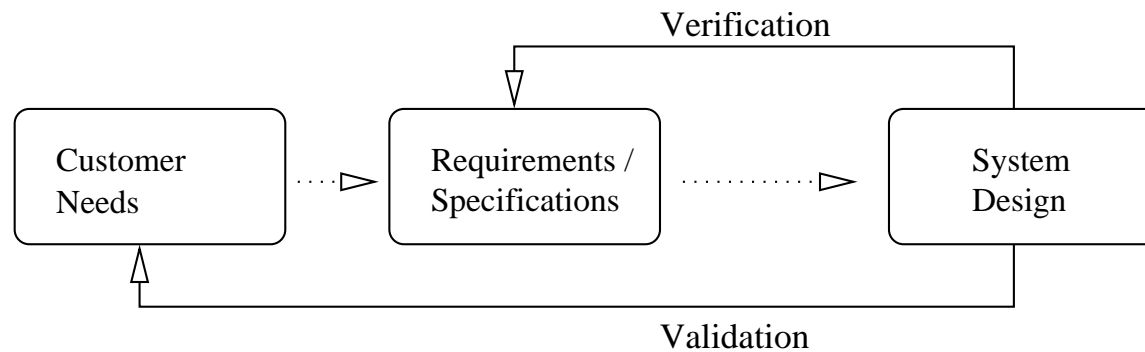 Verification
Customer
Needs
Requirements /
Specifications
System
Design
Validation